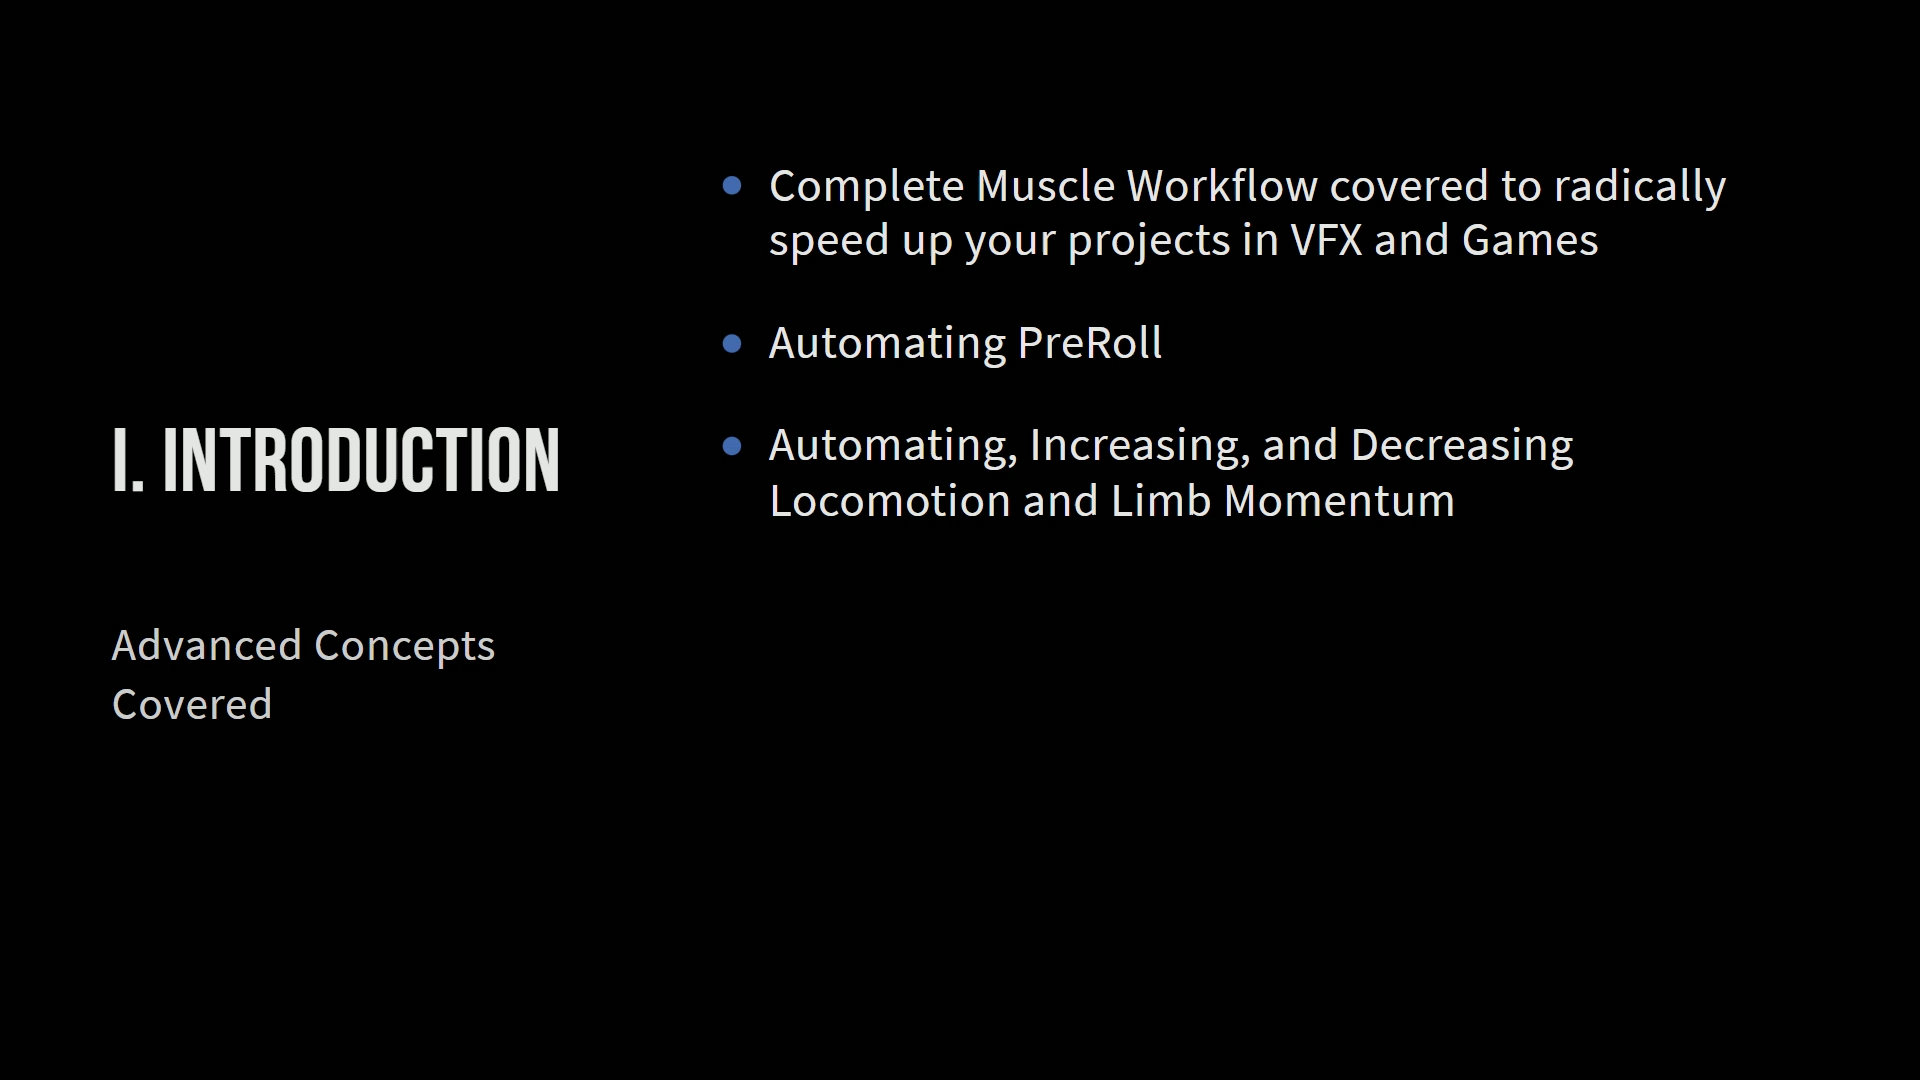 I. INTRODUCTION
Advanced Concepts
Covered
Complete Muscle Workflow covered to radically
speed up your projects in VFX and Games
Automating PreRoll
Automating, Increasing, and Decreasing
Locomotion and Limb Momentum